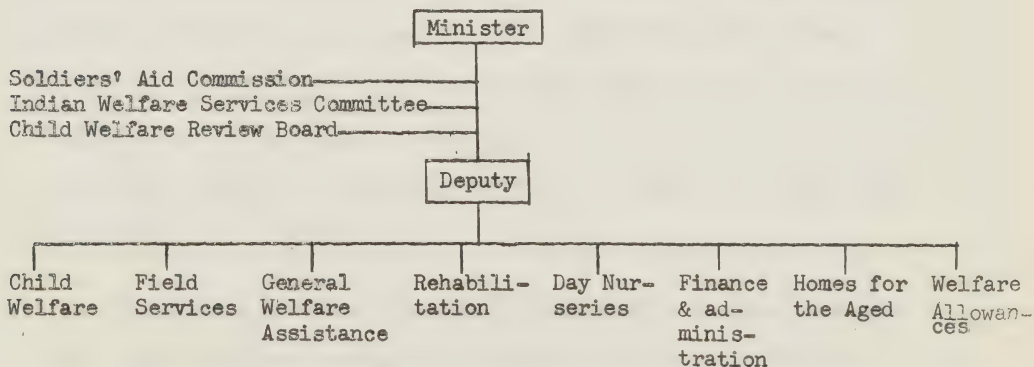 Minister
Soldiers' Aid Commission
Indian Welfare Services Committee
Child Welfare Review Board
Deputy
Child
Welfare
Field
Services
General
Welfare
Assistance
Rehabili-
tation
Day Nur-
series
Finance
& ad-
minis-
tration
Homes for
the Aged
Welfare
Allowan-
ces